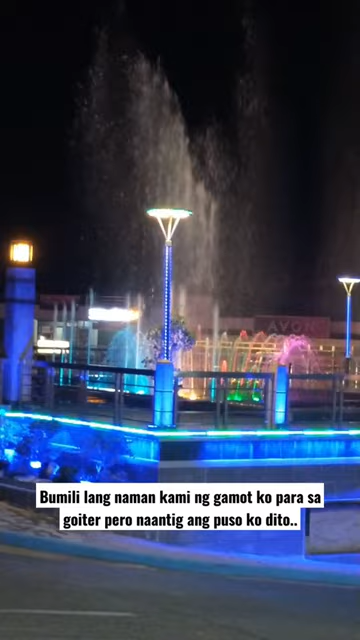 AVON
Bumili lang naman kami ng gamot ko para sa
goiter pero naantig ang puso ko dito..